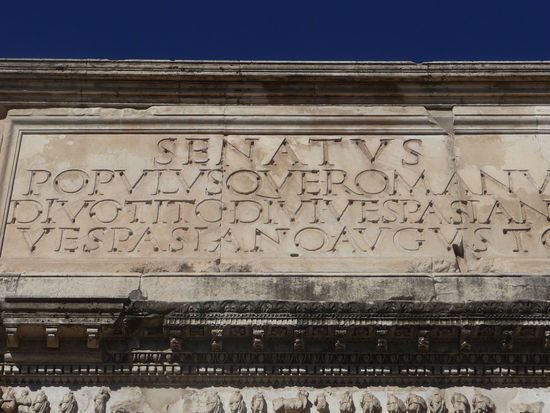 SENATVS
POPVLVSQVEROMANV
DIVOTITODIVIVESPASIAN
VESPASIANOAVGVSTO